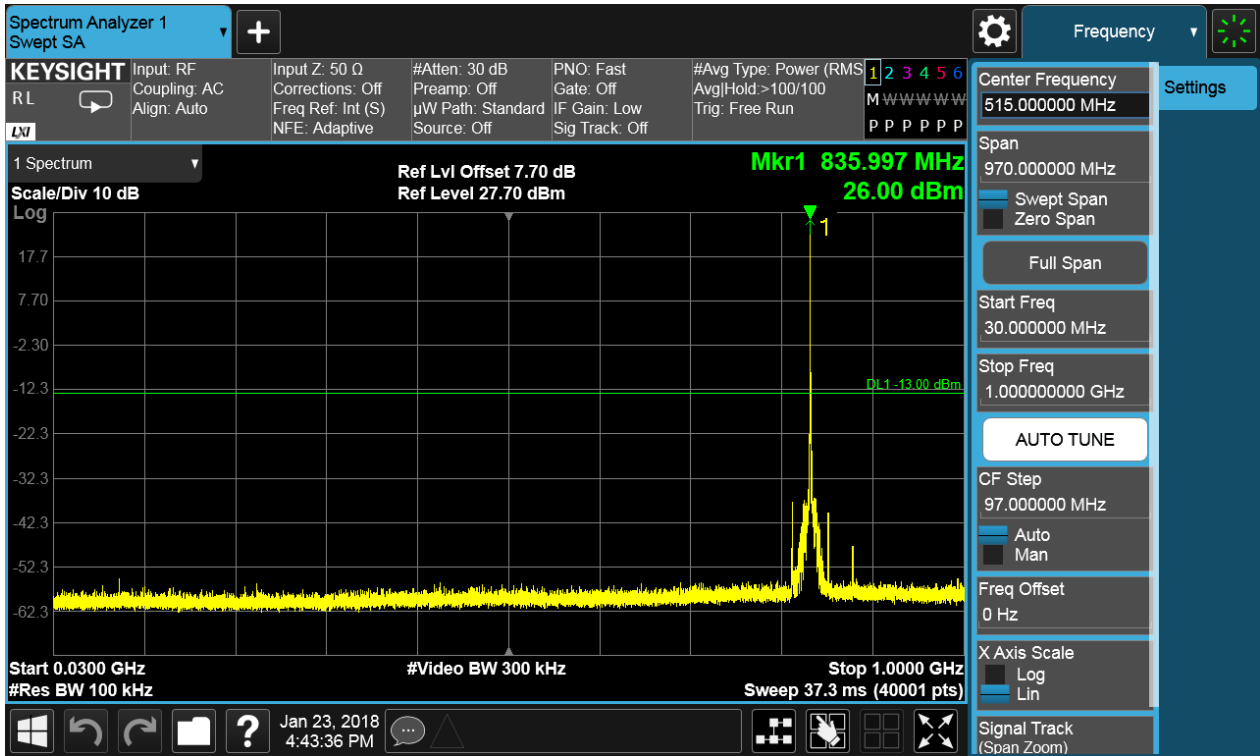 Spectrum Analyzer 1
Swept SA
Frequency
KEYSIGHT
R L
LXI
Input: RF
Coupling: AC
Align: Auto
Input Z: 50 Ω
Corrections: Off
Freq Ref: Int (S)
NFE: Adaptive
#Atten: 30 dB
Preamp: Off
µW Path: Standard
Source: Off
PNO: Fast
Gate: Off
IF Gain: Low
Sig Track: Off
#Avg Type: Power (RMS
Avg|Hold:>100/100
Trig: Free Run
1 2 3 4 5 6
M W W W W W
P P P P P P
1 Spectrum
Scale/Div 10 dB
Ref Lvl Offset 7.70 dB
Ref Level 27.70 dBm
Mkr1 835.997 MHz
26.00 dBm
Log
1
17.7
7.70
-2.30
-12.3
DL1 -13.00 dBm
-22.3
-32.3
-42.3
-52.3
-62.3
Start 0.0300 GHz
#Video BW 300 kHz
Stop 1.0000 GHz
#Res BW 100 kHz
Sweep 37.3 ms (40001 pts)
Center Frequency
515.000000 MHz
Settings
Span
970.000000 MHz
Swept Span
Zero Span
Full Span
Start Freq
30.000000 MHz
Stop Freq
1.000000000 GHz
AUTO TUNE
CF Step
97.000000 MHz
Auto
Man
Freq Offset
0 Hz
X Axis Scale
Log
Lin
Signal Track
(Span Zoom)
?
Jan 23, 2018
4:43:36 PM